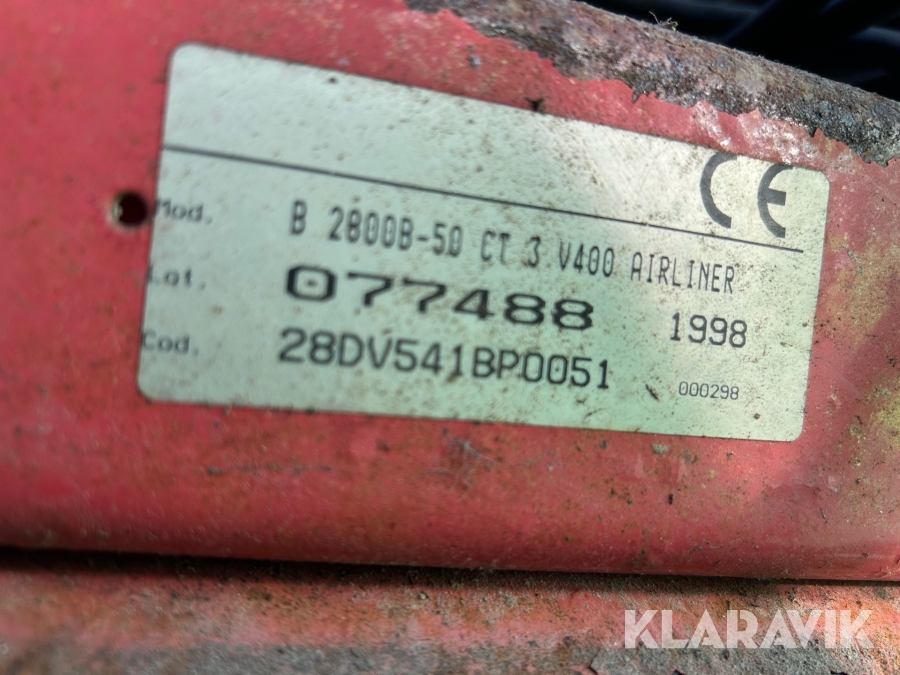 CE
Mod. B 2800B-50 CT 3 V400 AIRLINER
Lot. 077488 1998
Cod. 28DV541BP0051 000298
KLARAVIK